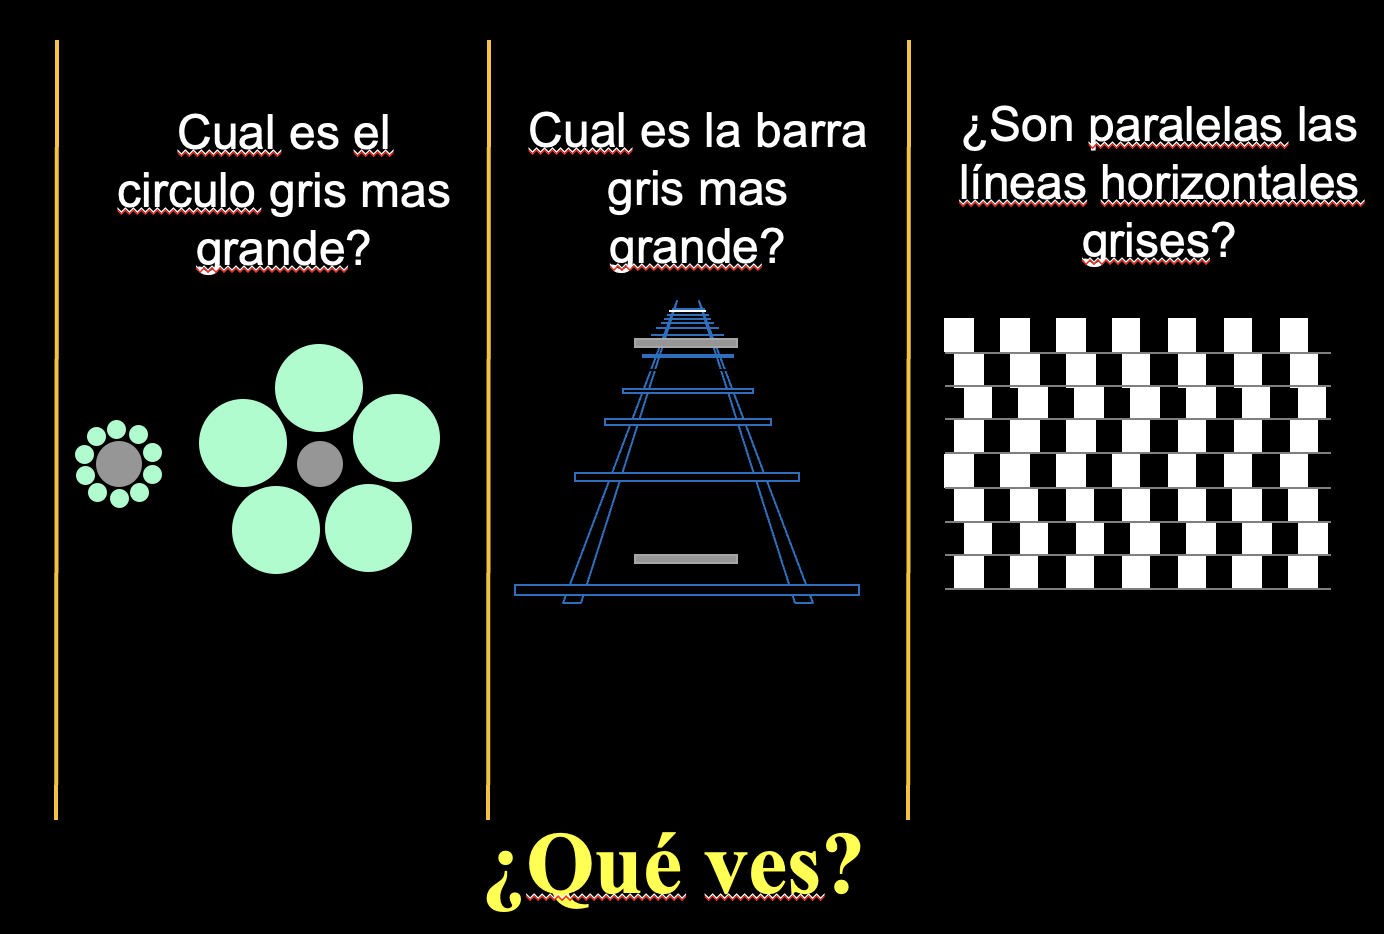 Cual es el
circulo gris mas
grande?
Cual es la barra
gris mas
grande?
¿Son paralelas las
líneas horizontales
grises?
¿Qué ves?